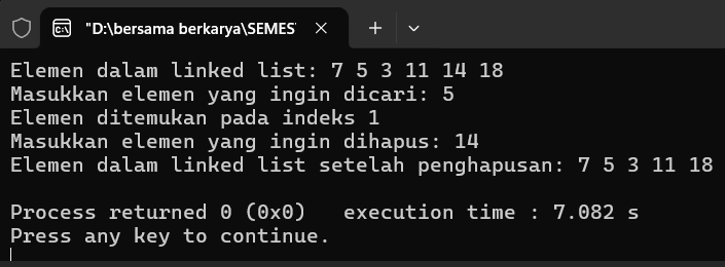 "D:\bersama berkarya\SEMES
Elemen dalam linked list: 7 5 3 11 14 18
Masukkan elemen yang ingin dicari: 5
Elemen ditemukan pada indeks 1
Masukkan elemen yang ingin dihapus: 14
Elemen dalam linked list setelah penghapusan: 7 5 3 11 18
Process returned 0 (0x0)   execution time : 7.082 s
Press any key to continue.